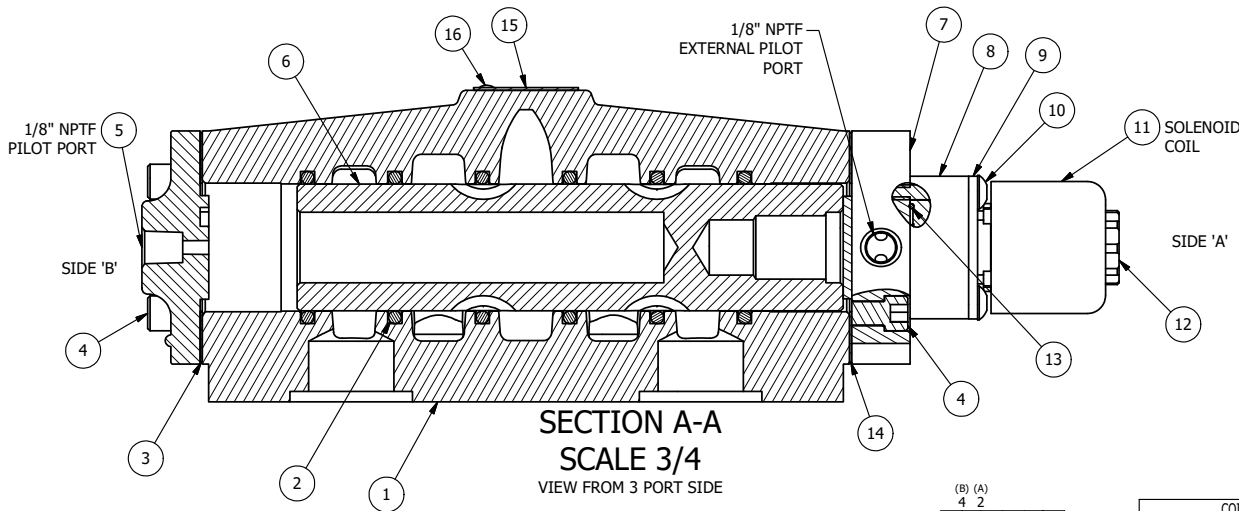 16
15
1/8" NPTF
EXTERNAL PILOT
PORT
7
8
9
6
10
1/8" NPTF
PILOT PORT
5
11
SOLENOID
COIL
SIDE 'B'
SIDE 'A'
4
12
13
3
2
1
14
4
SECTION A-A
SCALE 3/4
VIEW FROM 3 PORT SIDE
(B) (A)
4 2